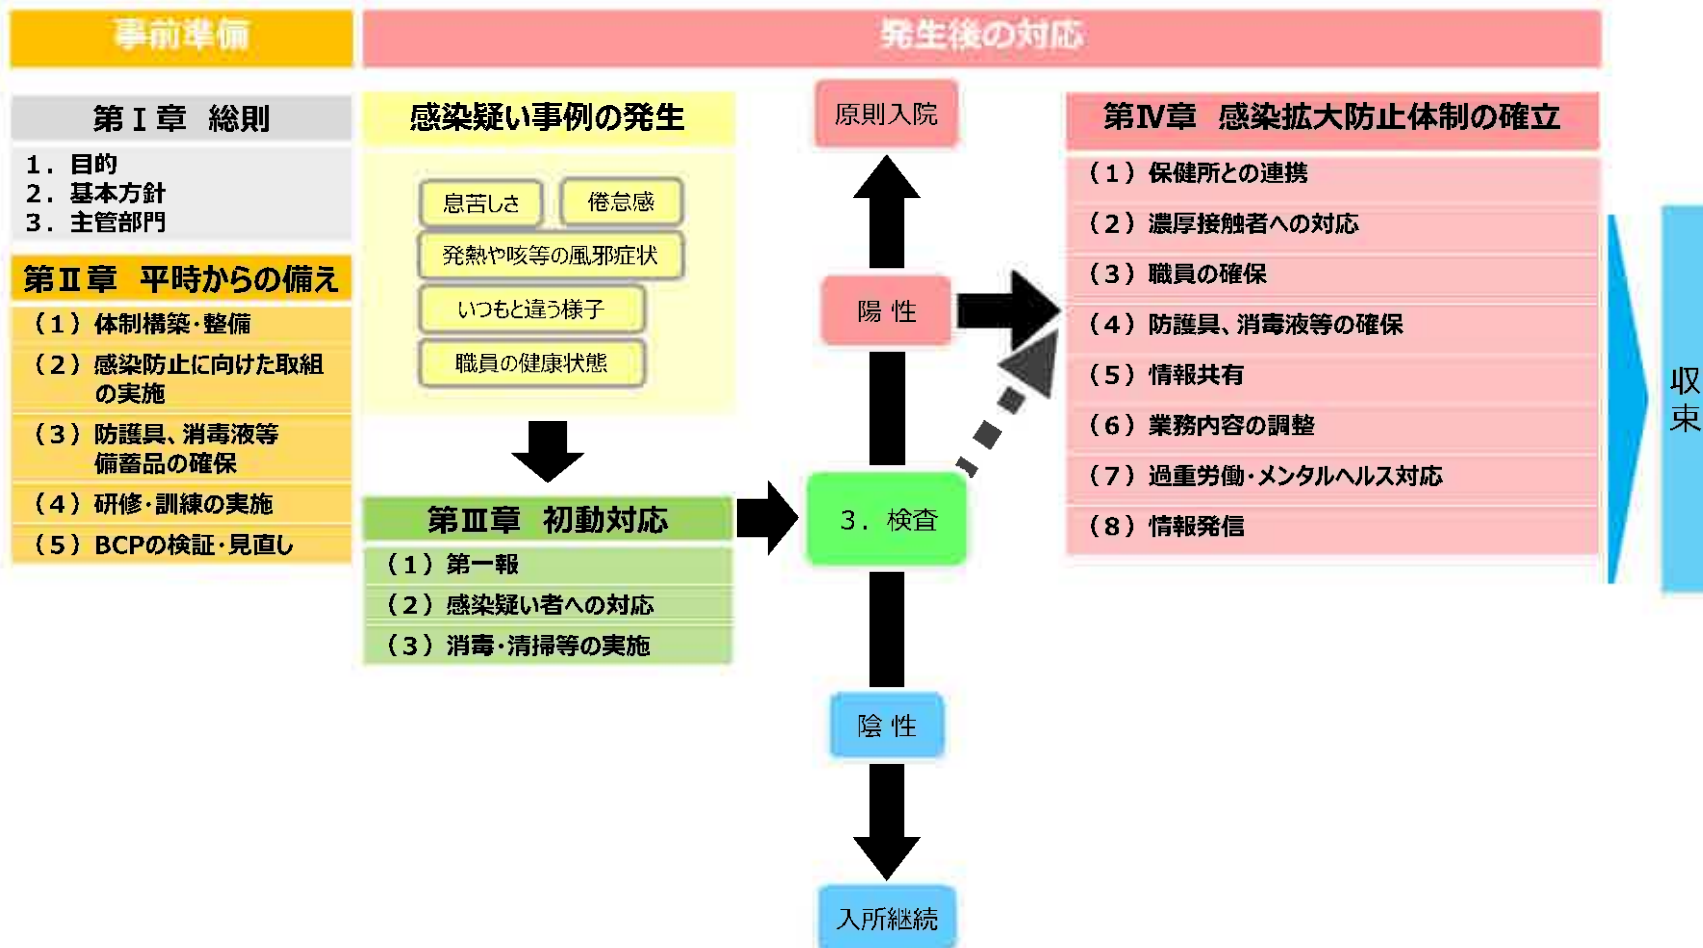 事前準備
発生後の対応
第Ⅰ章 総則
1. 目的
2. 基本方針
3. 主管部門
第Ⅱ章 平時からの備え
(1)体制構築・整備
(2)感染防止に向けた取組
の実施
(3)防護具、消毒液等
備蓄品の確保
(4)研修・訓練の実施
(5)BCPの検証・見直し
感染疑い事例の発生
息苦しさ
倦怠感
発熱や咳等の風邪症状
いつもと違う様子
職員の健康状態
第Ⅲ章 初動対応
(1)第一報
(2)感染疑い者への対応
(3)消毒・清掃等の実施
原則入院
陽 性
3. 検査
陰 性
入所継続
第Ⅳ章 感染拡大防止体制の確立
(1)保健所との連携
(2)濃厚接触者への対応
(3)職員の確保
(4)防護具、消毒液等の確保
(5)情報共有
(6)業務内容の調整
(7)過重労働・メンタルヘルス対応
(8)情報発信
収束